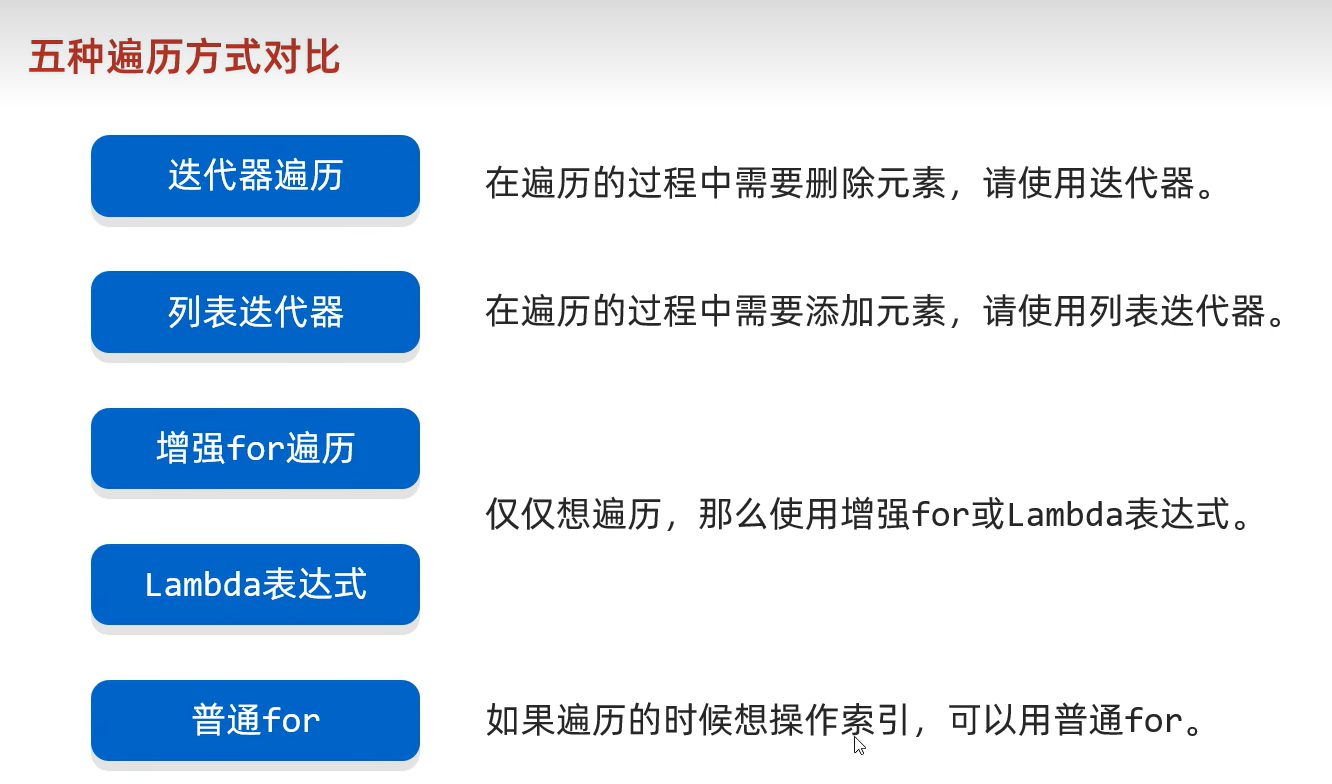 五种遍历方式对比
迭代器遍历
在遍历的过程中需要删除元素，请使用迭代器。
列表迭代器
在遍历的过程中需要添加元素，请使用列表迭代器。
增强for遍历
仅仅想遍历，那么使用增强for或Lambda表达式。
Lambda表达式
普通for
如果遍历的时候想操作索引，可以用普通for。